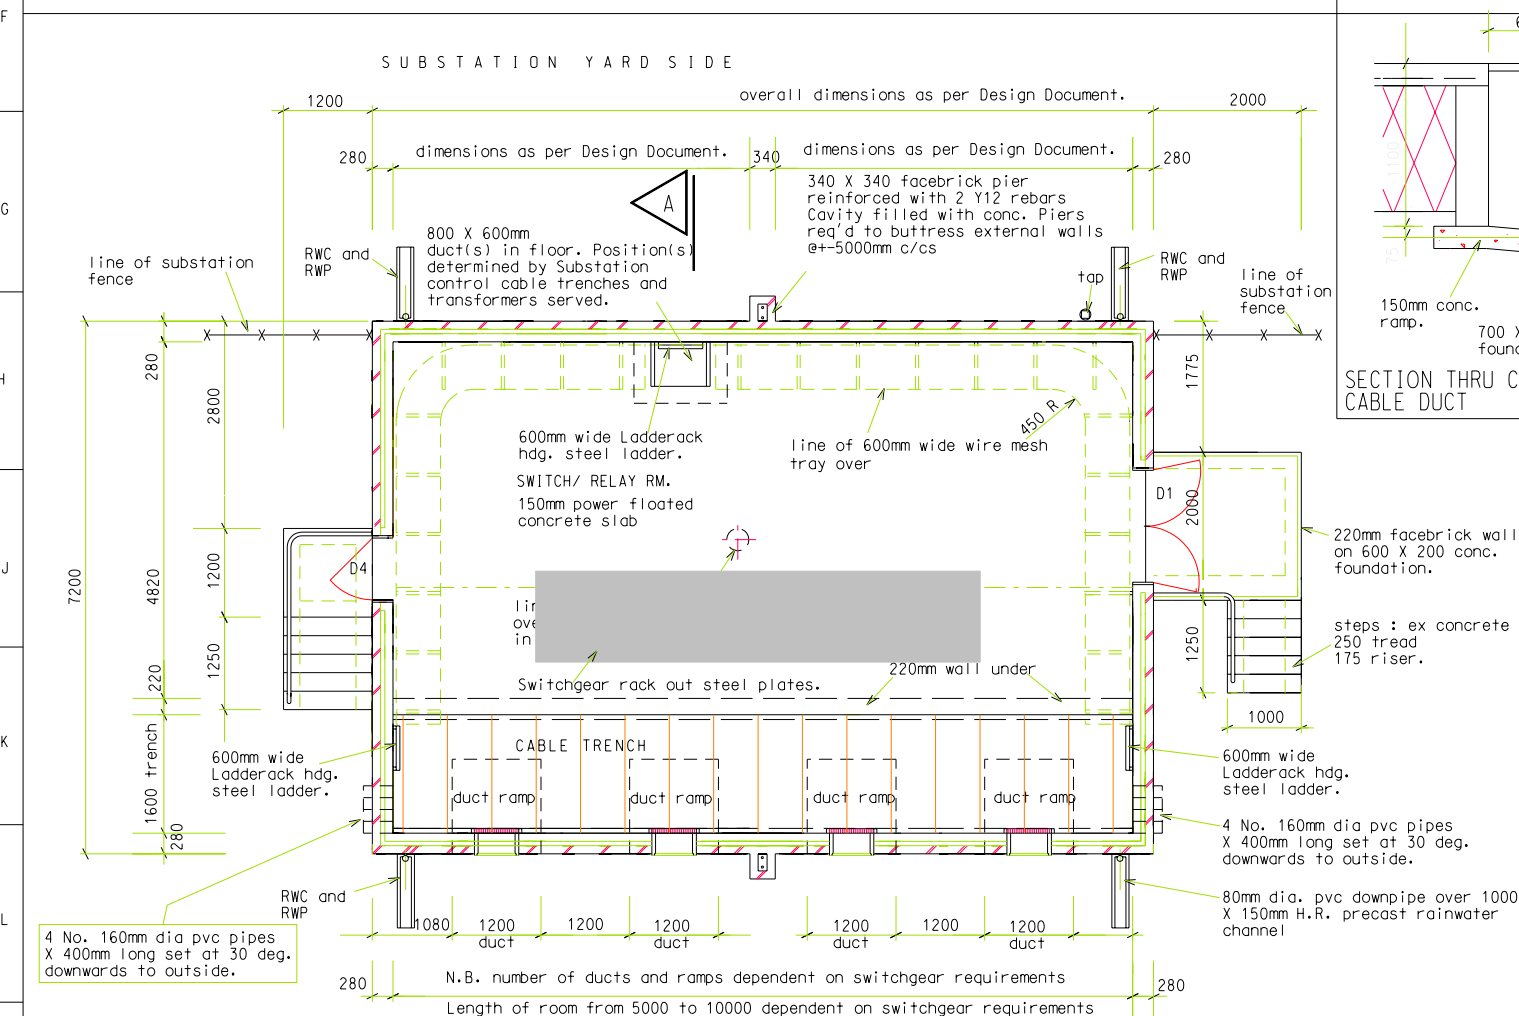 F
SUBSTATION YARD SIDE
1200
overall dimensions as per Design Document.
2000
280
dimensions as per Design Document.
340
dimensions as per Design Document.
280
G
A
340 X 340 facebrick pier
reinforced with 2 Y12 rebars
Cavity filled with conc. Piers
req'd to buttress external walls
@+-5000mm c/cs
800 X 600mm
duct(s) in floor. Position(s)
determined by Substation
control cable trenches and
transformers served.
RWC and
RWP
line of substation
fence
tap
RWC and
RWP
line of
substation
fence
1100
75
150mm conc.
ramp.
700 X
SECTION THRU C
CABLE DUCT
H
280
2800
1775
450 R
600mm wide Ladderack
hdg. steel ladder.
line of 600mm wide wire mesh
tray over
SWITCH/ RELAY RM.
150mm power floated
concrete slab
D1
2000
220mm facebrick wall
on 600 X 200 conc.
foundation.
J
7200
4820
1200
D4
in
steps : ex concrete
250 tread
175 riser.
1250
1250
220
220mm wall under
Switchgear rack out steel plates.
1000
K
1600 trench
CABLE TRENCH
600mm wide
Ladderack hdg.
steel ladder.
600mm wide
Ladderack hdg.
steel ladder.
duct ramp
duct ramp
duct ramp
duct ramp
280
4 No. 160mm dia pvc pipes
X 400mm long set at 30 deg.
downwards to outside.
L
RWC and
RWP
80mm dia. pvc downpipe over 1000
X 150mm H.R. precast rainwater
channel
4 No. 160mm dia pvc pipes
X 400mm long set at 30 deg.
downwards to outside.
1080
1200
duct
1200
1200
duct
1200
duct
1200
1200
duct
280
N.B. number of ducts and ramps dependent on switchgear requirements
280
Length of room from 5000 to 10000 dependent on switchgear requirements